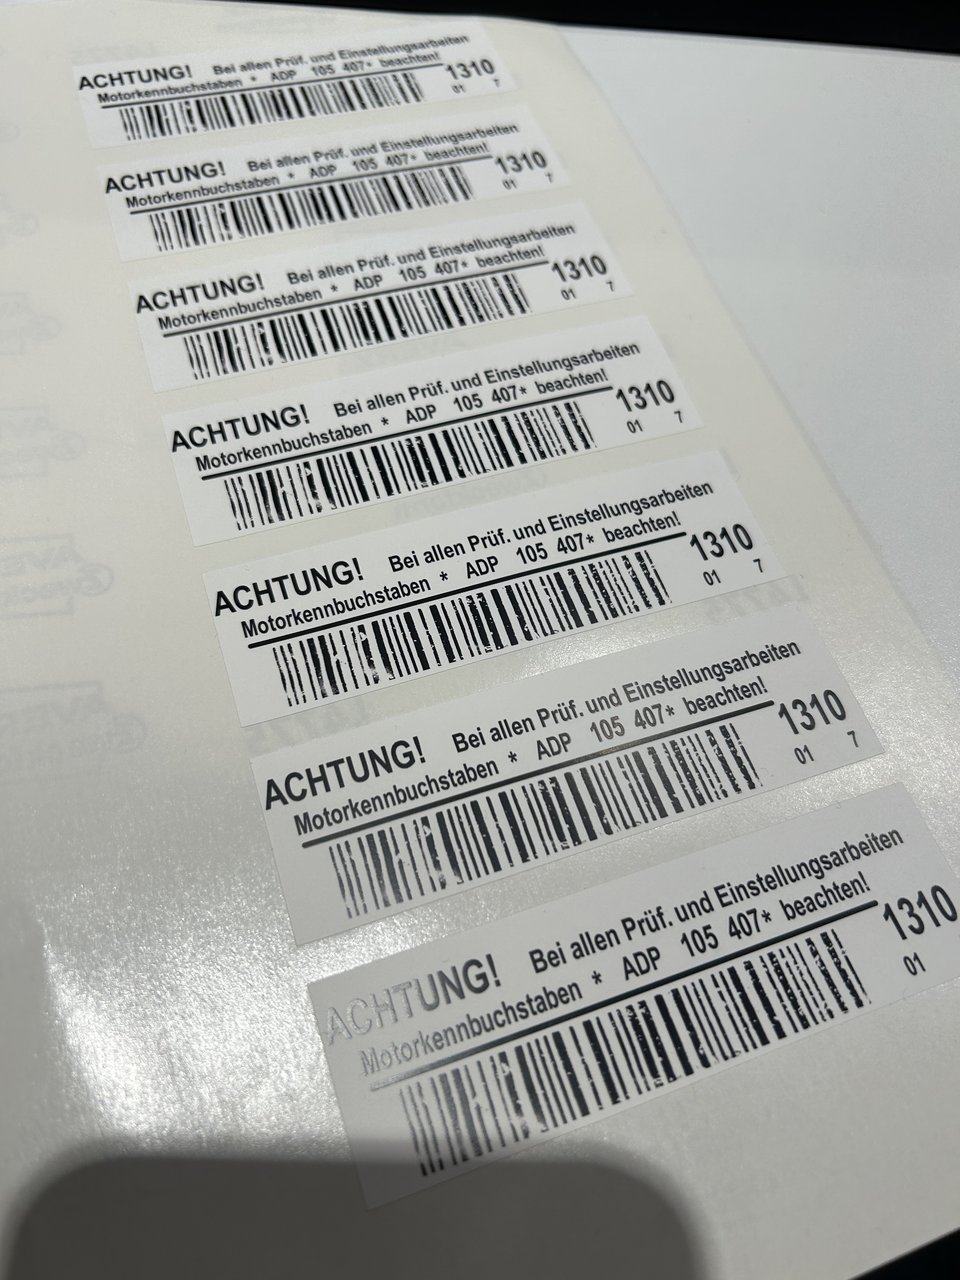 ACHTUNG! Bei allen Prüf. und Einstellungsarbeiten
Motorkennbuchstaben * ADP 105 407* beachten!
1310
01 7
ACHTUNG! Bei allen Prüf. und Einstellungsarbeiten
Motorkennbuchstaben * ADP 105 407* beachten!
1310
01 7
ACHTUNG! Bei allen Prüf. und Einstellungsarbeiten
Motorkennbuchstaben * ADP 105 407* beachten!
1310
01 7
ACHTUNG! Bei allen Prüf. und Einstellungsarbeiten
Motorkennbuchstaben * ADP 105 407* beachten!
1310
01 7
ACHTUNG! Bei allen Prüf. und Einstellungsarbeiten
Motorkennbuchstaben * ADP 105 407* beachten!
1310
01 7
ACHTUNG! Bei allen Prüf. und Einstellungsarbeiten
Motorkennbuchstaben * ADP 105 407* beachten!
1310
01 7
ACHTUNG! Bei allen Prüf. und Einstellungsarbeiten
Motorkennbuchstaben * ADP 105 407* beachten!
1310
01